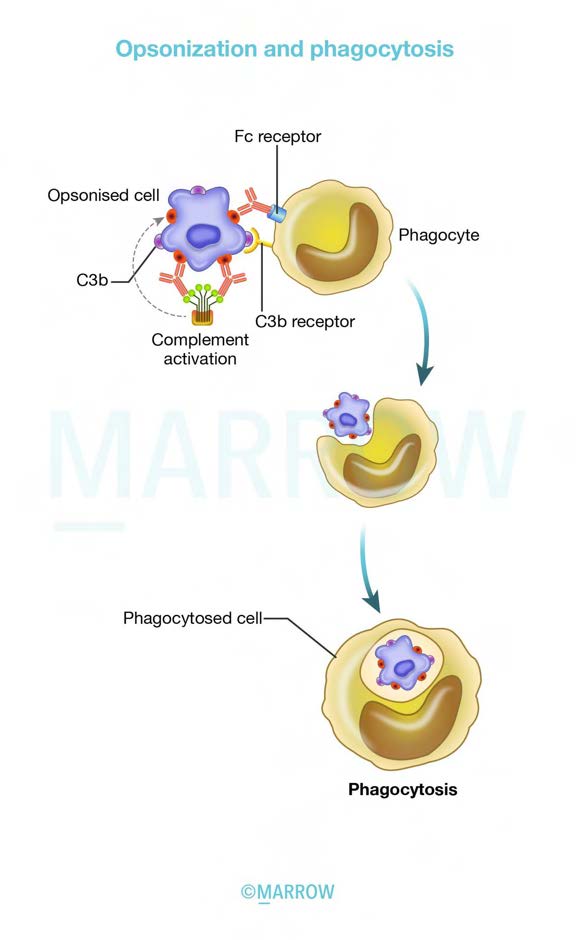 Opsonization and phagocytosis
Fc receptor
Opsonised cell
Phagocyte
C3b
C3b receptor
Complement
activation
MARROW
Phagocytosed cell
Phagocytosis
©MARROW